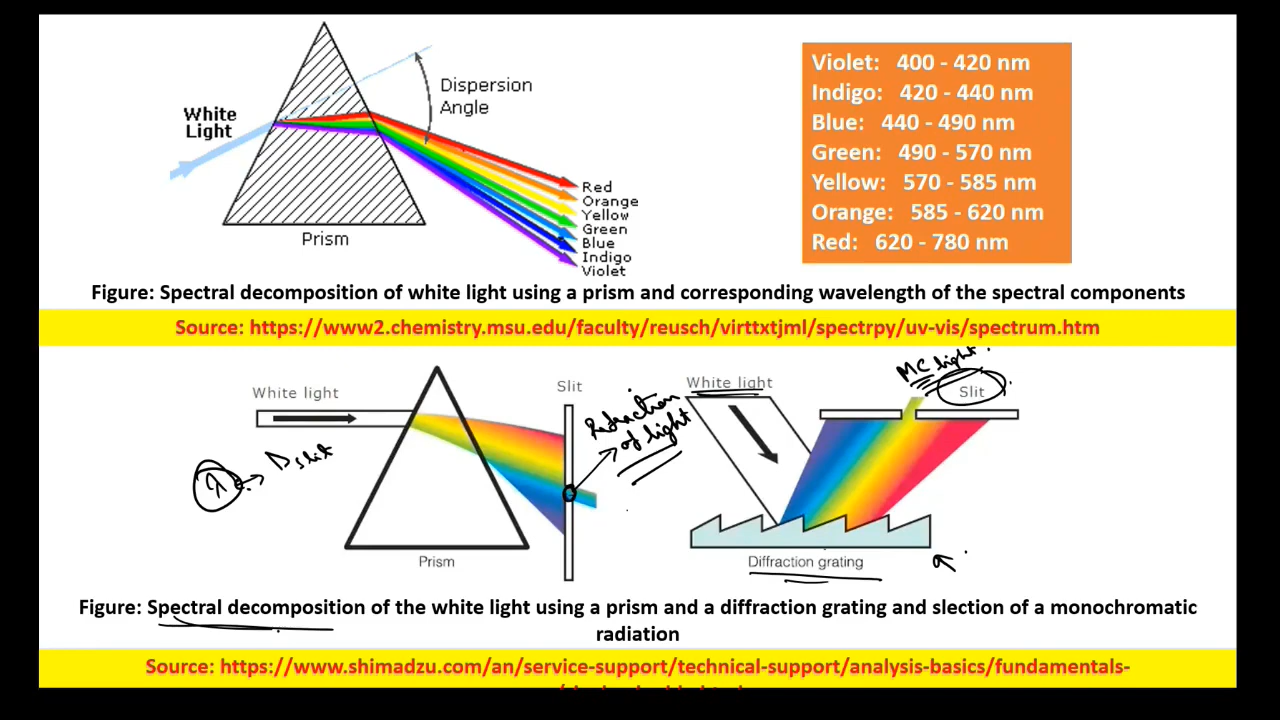 White
Light
Dispersion
Angle
Prism
Red
Orange
Yellow
Green
Blue
Indigo
Violet
Violet: 400 - 420 nm
Indigo: 420 - 440 nm
Blue: 440 - 490 nm
Green: 490 - 570 nm
Yellow: 570 - 585 nm
Orange: 585 - 620 nm
Red: 620 - 780 nm
Figure: Spectral decomposition of white light using a prism and corresponding wavelength of the spectral components
Source: https://www2.chemistry.msu.edu/faculty/reusch/virttxtjml/spectrpy/uv-vis/spectrum.htm
White light
Slit
Prism
λ → D slit
Refraction
of light
White light
MC light.
Slit
Diffraction grating
Figure: Spectral decomposition of the white light using a prism and a diffraction grating and slection of a monochromatic
radiation
Source: https://www.shimadzu.com/an/service-support/technical-support/analysis-basics/fundamentals-